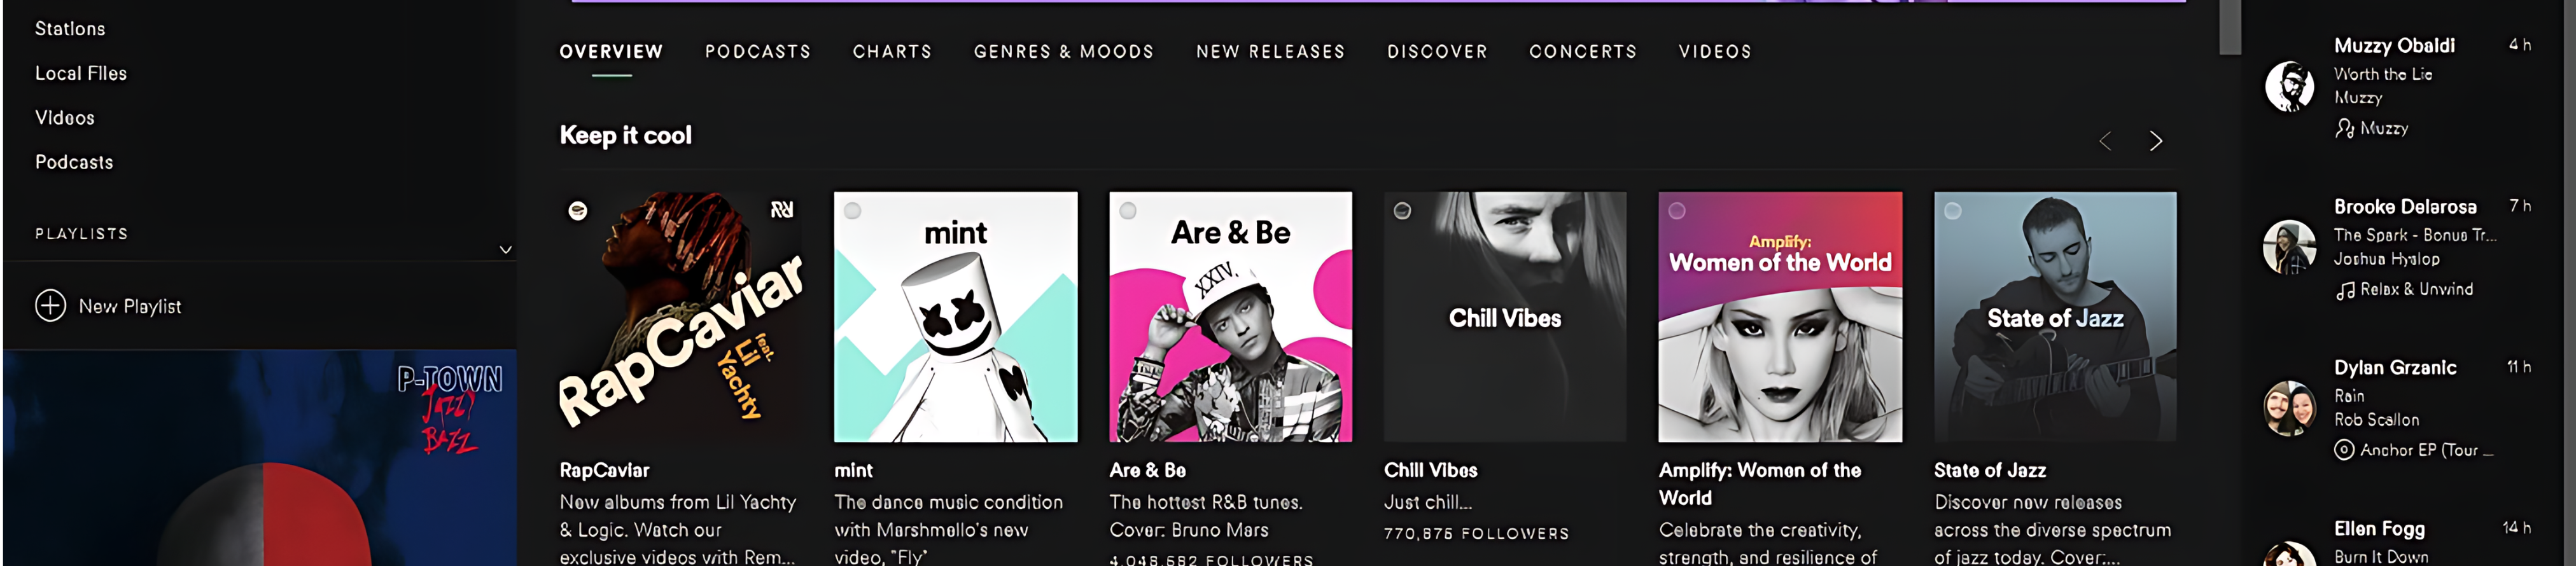 Stations
Local Files
Videos
Podcasts
PLAYLISTS
New Playlist
P-TOWN
JAZZ?
BAZZ
OVERVIEW PODCASTS CHARTS GENRES & MOODS NEW RELEASES DISCOVER CONCERTS VIDEOS
Keep it cool
RapCaviar
feat.
Lil
Yachty
RapCaviar
New albums from Lil Yachty
& Logic. Watch our
exclusive videos with Rem...
mint
mint
The dance music condition
with Marshmello's new
video, "Fly"
Are & Be
XXIV,
Are & Be
The hottest R&B tunes.
Cover: Bruno Mars
FOLLOWERS
Chill Vibes
Chill Vibes
Just chill...
770,875 FOLLOWERS
Amplify:
Women of the World
Amplify: Women of the
World
Celebrate the creativity,
strength, and resilience of
State of Jazz
State of Jazz
Discover new releases
across the diverse spectrum
of jazz today. Cover:...
Muzzy Obaldi 4 h
Worth the Lie
Muzzy
Muzzy
Brooke Delarosa 7 h
The Spark - Bonus Tr...
Joshua Hyslop
Relax & Unwind
Dylan Grzanic 11 h
Rain
Rob Scallon
Anchor EP (Tour ...
Ellen Fogg 14 h
Burn It Down